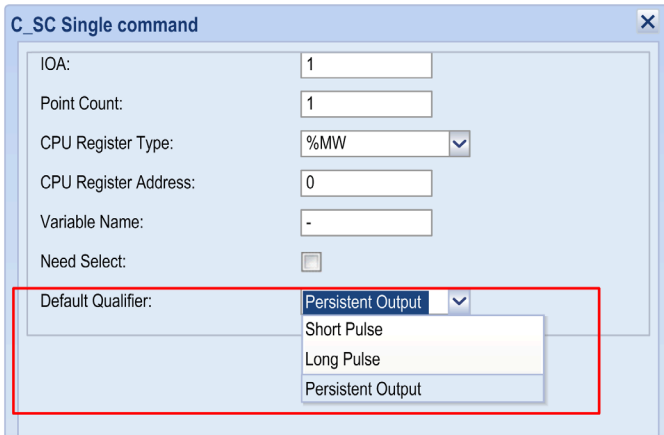 C_SC Single command
IOA: 1
Point Count: 1
CPU Register Type: %MW
CPU Register Address: 0
Variable Name: -
Need Select:
Default Qualifier: Persistent Output
Short Pulse
Long Pulse
Persistent Output